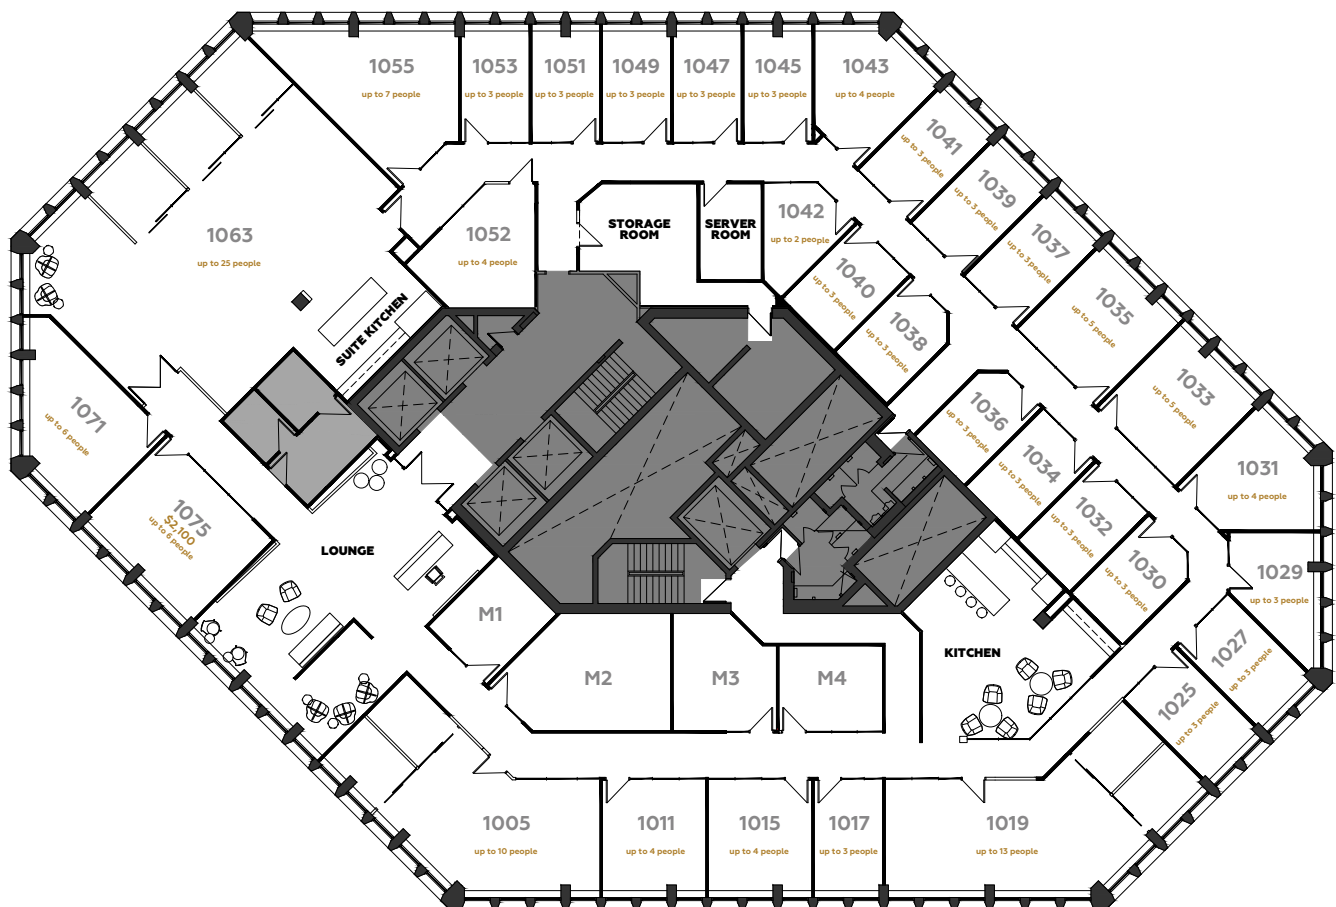 1055
up to 7 people
1053
up to 3 people
1051
up to 3 people
1049
up to 3 people
1047
up to 3 people
1045
up to 3 people
1043
up to 4 people
1041
up to 3 people
1039
up to 3 people
1037
up to 3 people
1035
up to 5 people
1033
up to 5 people
1031
up to 4 people
1029
up to 3 people
1027
up to 3 people
1025
up to 3 people
1063
up to 25 people
1052
up to 4 people
STORAGE
ROOM
SERVER
ROOM
1042
up to 2 people
1040
up to 3 people
1038
up to 3 people
1036
up to 3 people
1034
up to 3 people
1032
up to 3 people
1030
up to 3 people
SUITE KITCHEN
1071
up to 6 people
1075
$2,100
up to 6 people
LOUNGE
M1
M2
M3
M4
KITCHEN
1005
up to 10 people
1011
up to 4 people
1015
up to 4 people
1017
up to 3 people
1019
up to 13 people